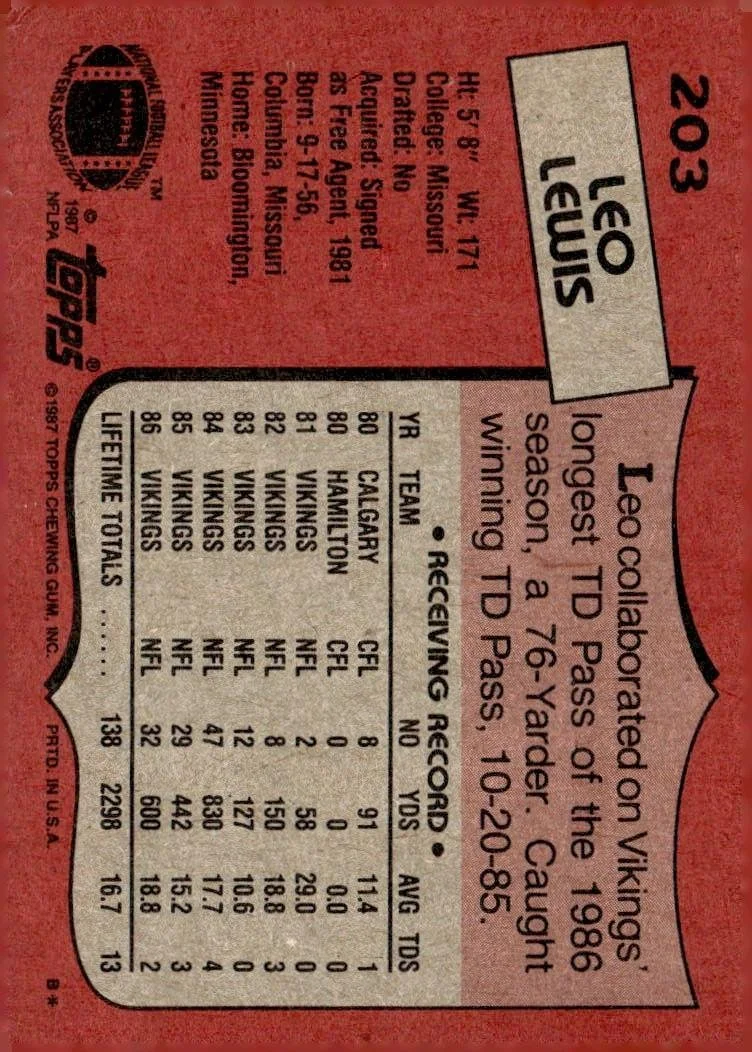 203
LEO
LEWIS
Ht: 5'8" Wt: 171
College: Missouri
Drafted: No
Acquired: Signed
as Free Agent, 1981
Born: 9-17-56,
Columbia, Missouri
Home: Bloomington,
Minnesota
NATIONAL FOOTBALL LEAGUE
PLAYERS ASSOCIATION
TM
© 1987
NFLPA
topps®
Leo collaborated on Vikings'
longest TD Pass of the 1986
season, a 76-Yarder. Caught
winning TD Pass, 10-20-85.
• RECEIVING RECORD •
YR TEAM NO YDS AVG TDS
80 CALGARY CFL 8 91 11.4 1
80 HAMILTON CFL 0 0 0.0 0
81 VIKINGS NFL 2 58 29.0 0
82 VIKINGS NFL 8 150 18.8 3
83 VIKINGS NFL 12 127 10.6 0
84 VIKINGS NFL 47 830 17.7 4
85 VIKINGS NFL 29 442 15.2 3
86 VIKINGS NFL 32 600 18.8 2
LIFETIME TOTALS ...... 138 2298 16.7 13
©1987 TOPPS CHEWING GUM, INC. PRTD. IN U.S.A. B*